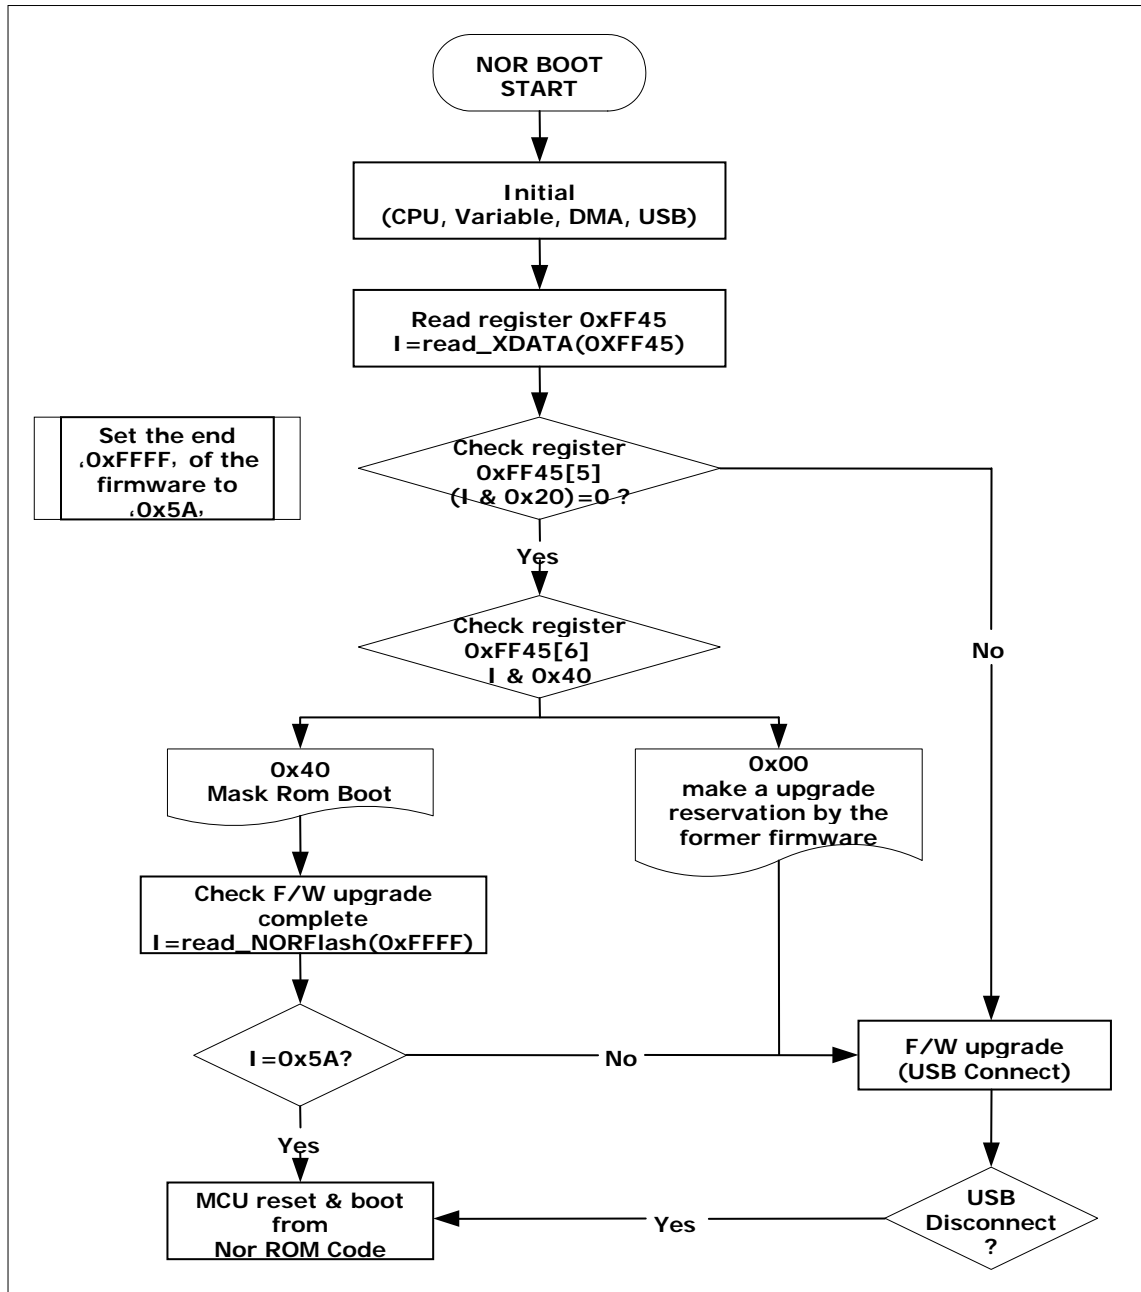 NOR BOOT
START
Initial
(CPU, Variable, DMA, USB)
Read register 0xFF45
I=read_XDATA(0XFF45)
Set the end
‘0xFFFF’ of the
firmware to
‘0x5A’
Check register
0xFF45[5]
(I & 0x20)=0 ?
Yes
Check register
0xFF45[6]
I & 0x40
No
0x40
Mask Rom Boot
0x00
make a upgrade
reservation by the
former firmware
Check F/W upgrade
complete
I=read_NORFlash(0xFFFF)
I=0x5A?
No
F/W upgrade
(USB Connect)
Yes
MCU reset & boot
from
Nor ROM Code
Yes
USB
Disconnect
?